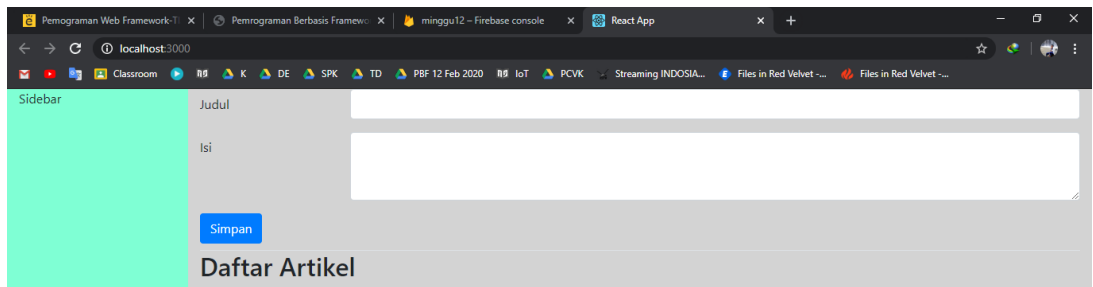 Pemograman Web Framework-TI
Pemrograman Berbasis Framewo
minggu12 – Firebase console
React App
localhost:3000
Classroom
K
DE
SPK
TD
PBF 12 Feb 2020
IoT
PCVK
Streaming INDOSIA...
Files in Red Velvet -...
Files in Red Velvet -...
Sidebar
Judul
Isi
Simpan
Daftar Artikel